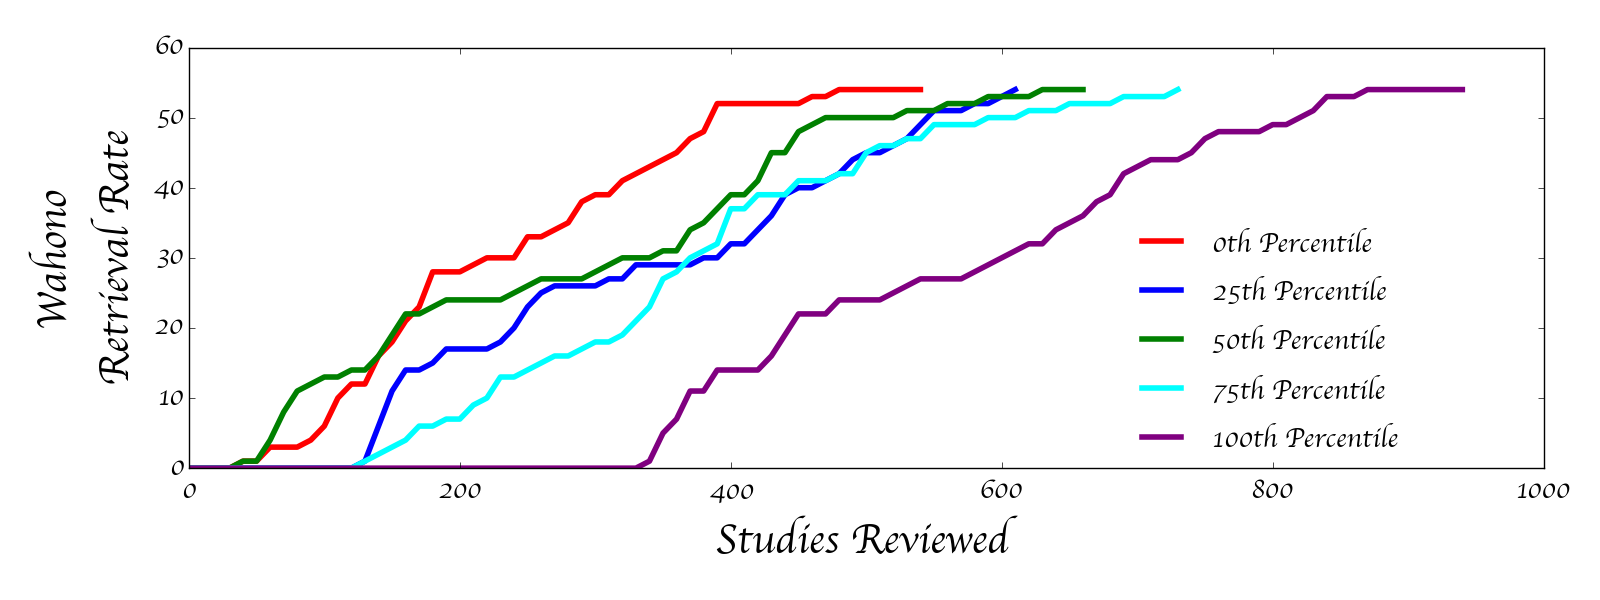 Wahono
Retrieval Rate
60
50
40
30
20
10
0
0 200 400 600 800 1000
Studies Reviewed
0th Percentile
25th Percentile
50th Percentile
75th Percentile
100th Percentile